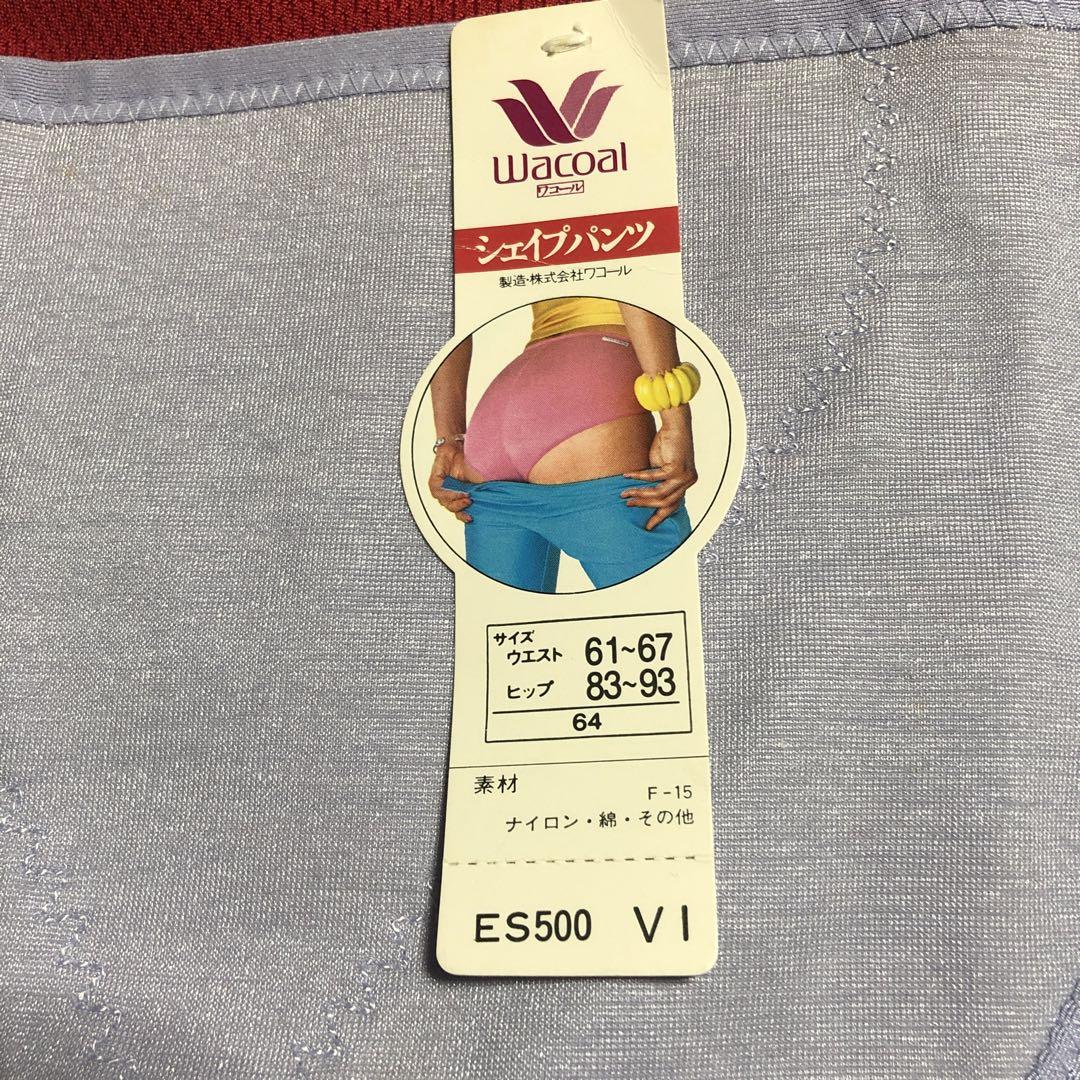 Wacoal
ワコール
シェイプパンツ
製造・株式会社ワコール
サイズ
ウエスト 61~67
ヒップ 83~93
64
素材
F-15
ナイロン・綿・その他
ES500 VI